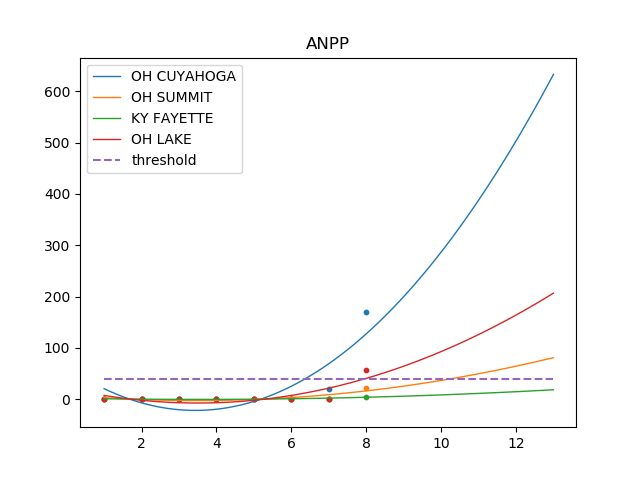 ANPP
OH CUYAHOGA
OH SUMMIT
KY FAYETTE
OH LAKE
threshold
600
500
400
300
200
100
0
2 4 6 8 10 12